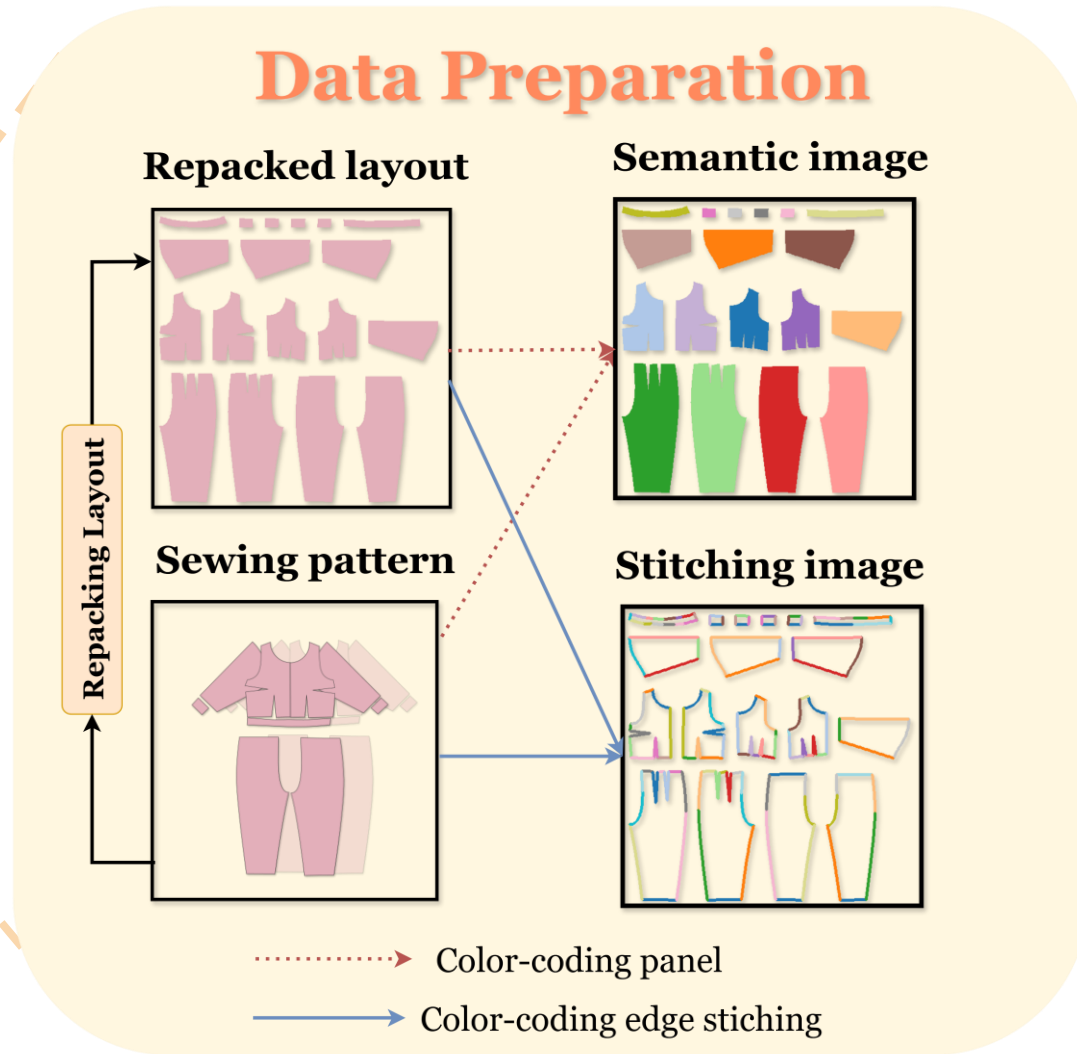 Data Preparation
Repacked layout
Semantic image
Repacking Layout
Sewing pattern
Stitching image
Color-coding panel
Color-coding edge stiching